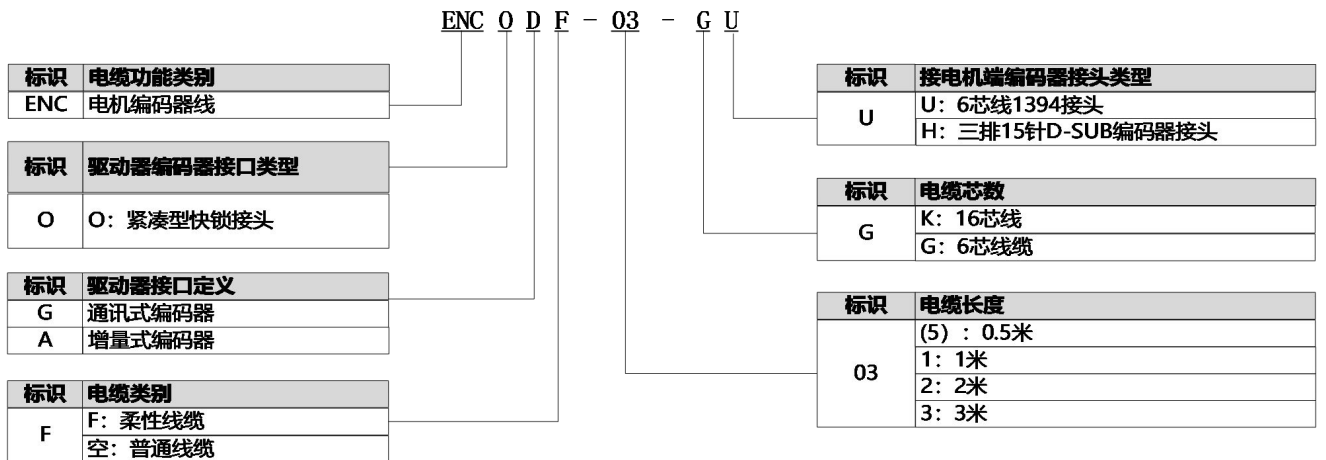 ENC O D F - 03 - G U
标识 电缆功能类别
ENC 电机编码器线
标识 驱动器编码器接口类型
O O：紧凑型快锁接头
标识 驱动器接口定义
G 通讯式编码器
A 增量式编码器
标识 电缆类别
F F：柔性线缆
空：普通线缆
标识 接电机端编码器接头类型
U U：6芯线1394接头
H：三排15针D-SUB编码器接头
标识 电缆芯数
G K：16芯线
G：6芯线缆
标识 电缆长度
03 (5)：0.5米
1：1米
2：2米
3：3米